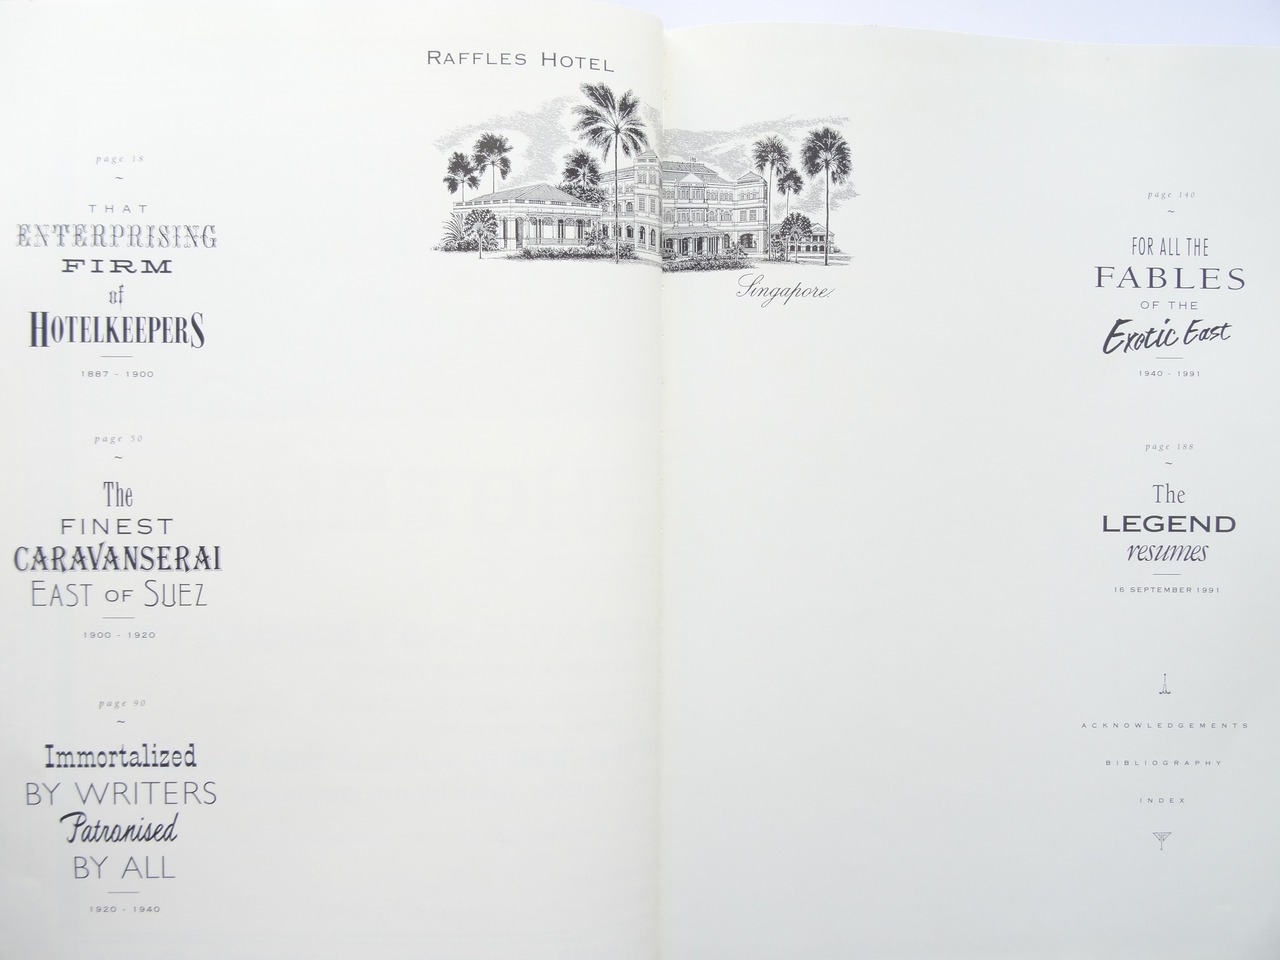 RAFFLES HOTEL
Singapore.
page 18
~
THAT
ENTERPRISING
FIRM
of
HOTELKEEPERS
1887 - 1900
page 50
~
The
FINEST
CARAVANSERAI
EAST OF SUEZ
1900 - 1920
page 90
~
Immortalized
BY WRITERS
Patronised
BY ALL
1920 - 1940
page 140
~
FOR ALL THE
FABLES
OF THE
Exotic East
1940 - 1991
page 188
~
The
LEGEND
resumes
16 SEPTEMBER 1991
ACKNOWLEDGEMENTS
BIBLIOGRAPHY
INDEX